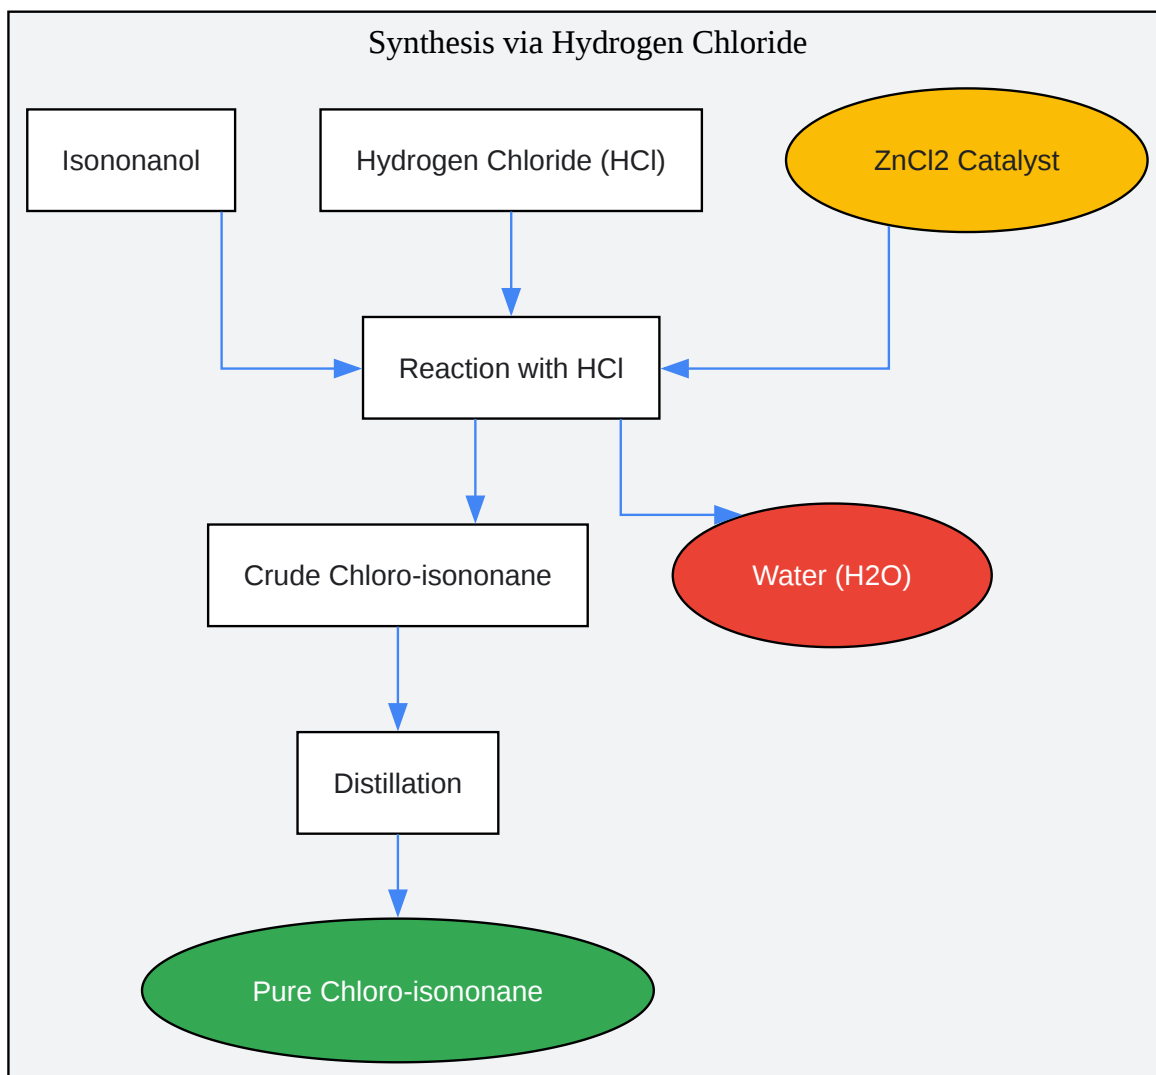 Synthesis via Hydrogen Chloride
Isononanol
Hydrogen Chloride (HCl)
ZnCl2 Catalyst
Reaction with HCl
Crude Chloro-isononane
Water (H2O)
Distillation
Pure Chloro-isononane